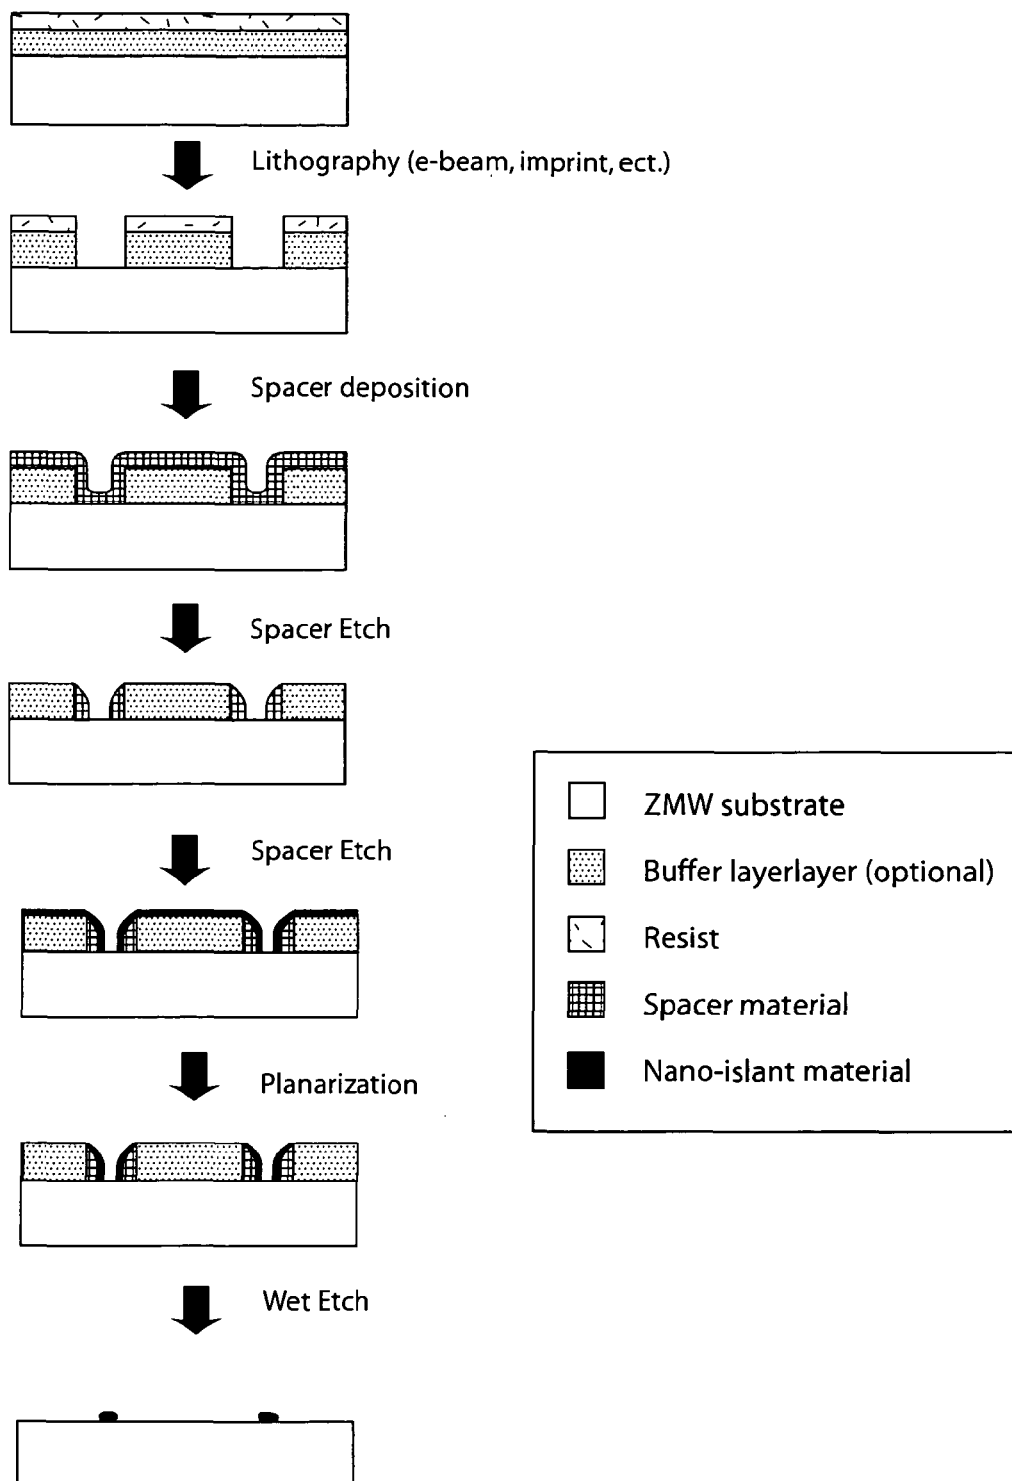 Lithography (e-beam, imprint, ect.)
Spacer deposition
Spacer Etch
Spacer Etch
Planarization
Wet Etch
ZMW substrate
Buffer layerlayer (optional)
Resist
Spacer material
Nano-islant material